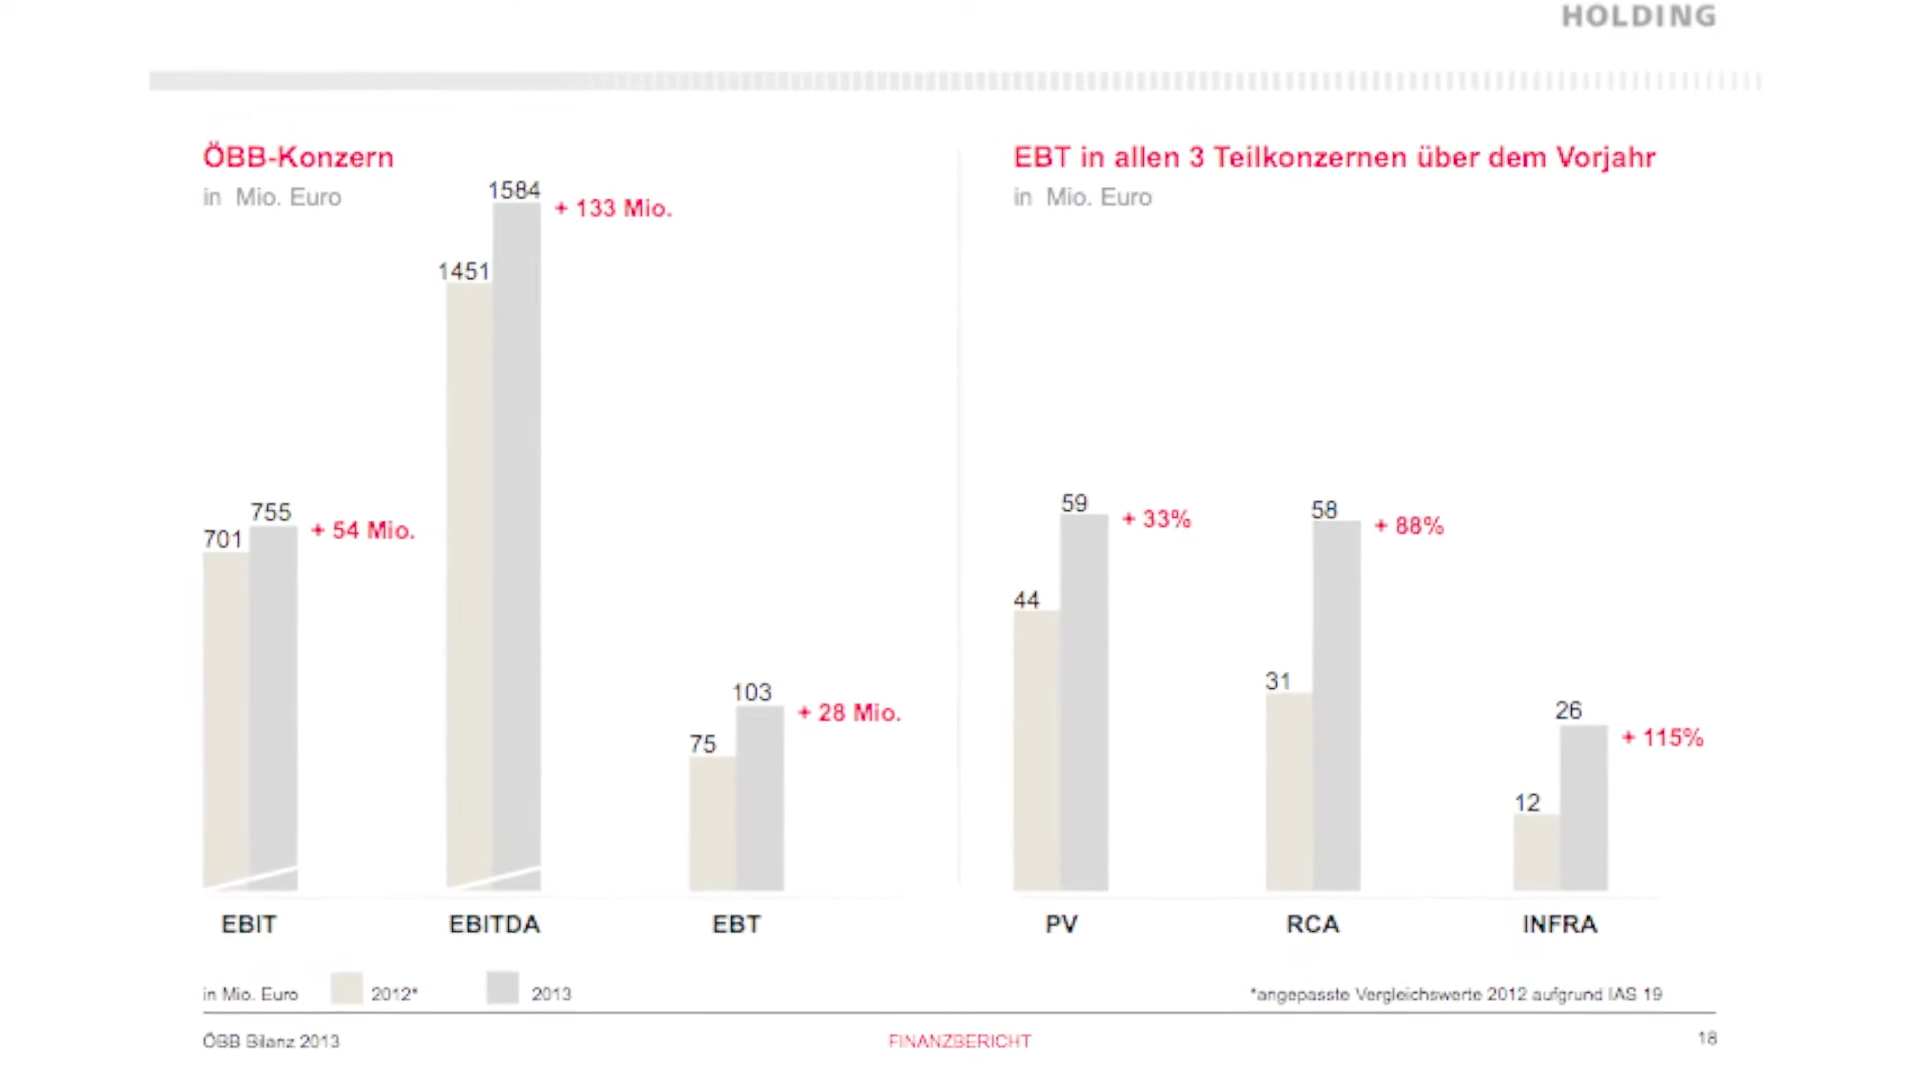 HOLDING
ÖBB-Konzern
in Mio. Euro
1584
+ 133 Mio.
1451
755
701
+ 54 Mio.
103
+ 28 Mio.
75
EBIT
EBITDA
EBT
EBT in allen 3 Teilkonzernen über dem Vorjahr
in Mio. Euro
59
+ 33%
44
58
+ 88%
31
26
+ 115%
12
PV
RCA
INFRA
in Mio. Euro
2012*
2013
*angepasste Vergleichswerte 2012 aufgrund IAS 19
ÖBB Bilanz 2013
FINANZBERICHT
18